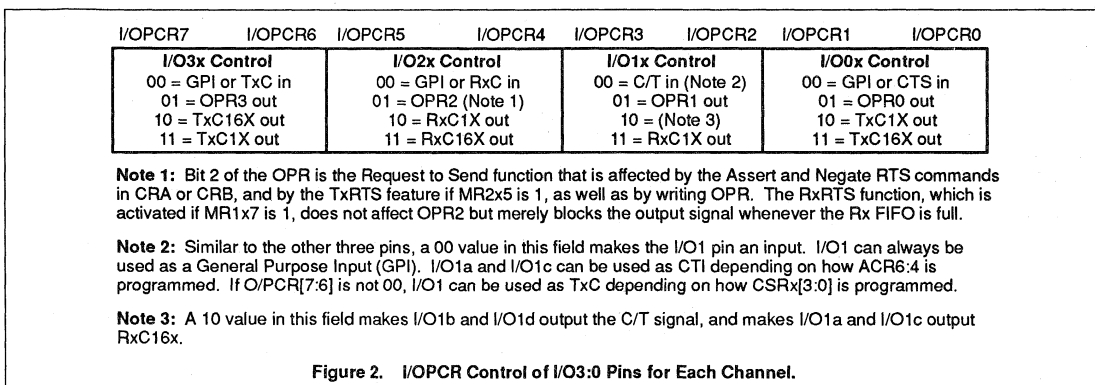 I/OPCR7 I/OPCR6 I/OPCR5 I/OPCR4 I/OPCR3 I/OPCR2 I/OPCR1 I/OPCR0
I/O3x Control I/O2x Control I/O1x Control I/O0x Control
00 = GPI or TxC in 00 = GPI or RxC in 00 = C/T in (Note 2) 00 = GPI or CTS in
01 = OPR3 out 01 = OPR2 (Note 1) 01 = OPR1 out 01 = OPR0 out
10 = TxC16X out 10 = RxC1X out 10 = (Note 3) 10 = TxC1X out
11 = TxC1X out 11 = RxC16X out 11 = RxC1X out 11 = TxC16X out
Note 1: Bit 2 of the OPR is the Request to Send function that is affected by the Assert and Negate RTS commands
in CRA or CRB, and by the TxRTS feature if MR2x5 is 1, as well as by writing OPR. The RxRTS function, which is
activated if MR1x7 is 1, does not affect OPR2 but merely blocks the output signal whenever the Rx FIFO is full.
Note 2: Similar to the other three pins, a 00 value in this field makes the I/O1 pin an input. I/O1 can always be
used as a General Purpose Input (GPI). I/O1a and I/O1c can be used as CTI depending on how ACR6:4 is
programmed. If O/PCR[7:6] is not 00, I/O1 can be used as TxC depending on how CSRx[3:0] is programmed.
Note 3: A 10 value in this field makes I/O1b and I/O1d output the C/T signal, and makes I/O1a and I/O1c output
RxC16x.
Figure 2. I/OPCR Control of I/O3:0 Pins for Each Channel.